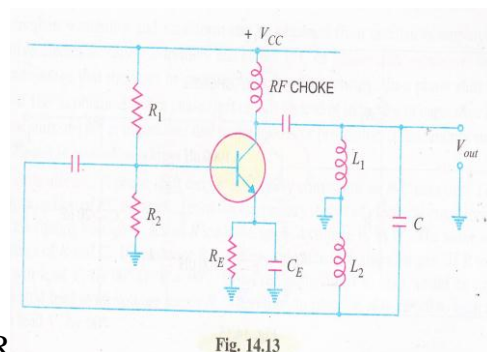 + V_CC
RF CHOKE
R_1
V_out
L_1
R_2
C
R_E
C_E
L_2
R
Fig. 14.13